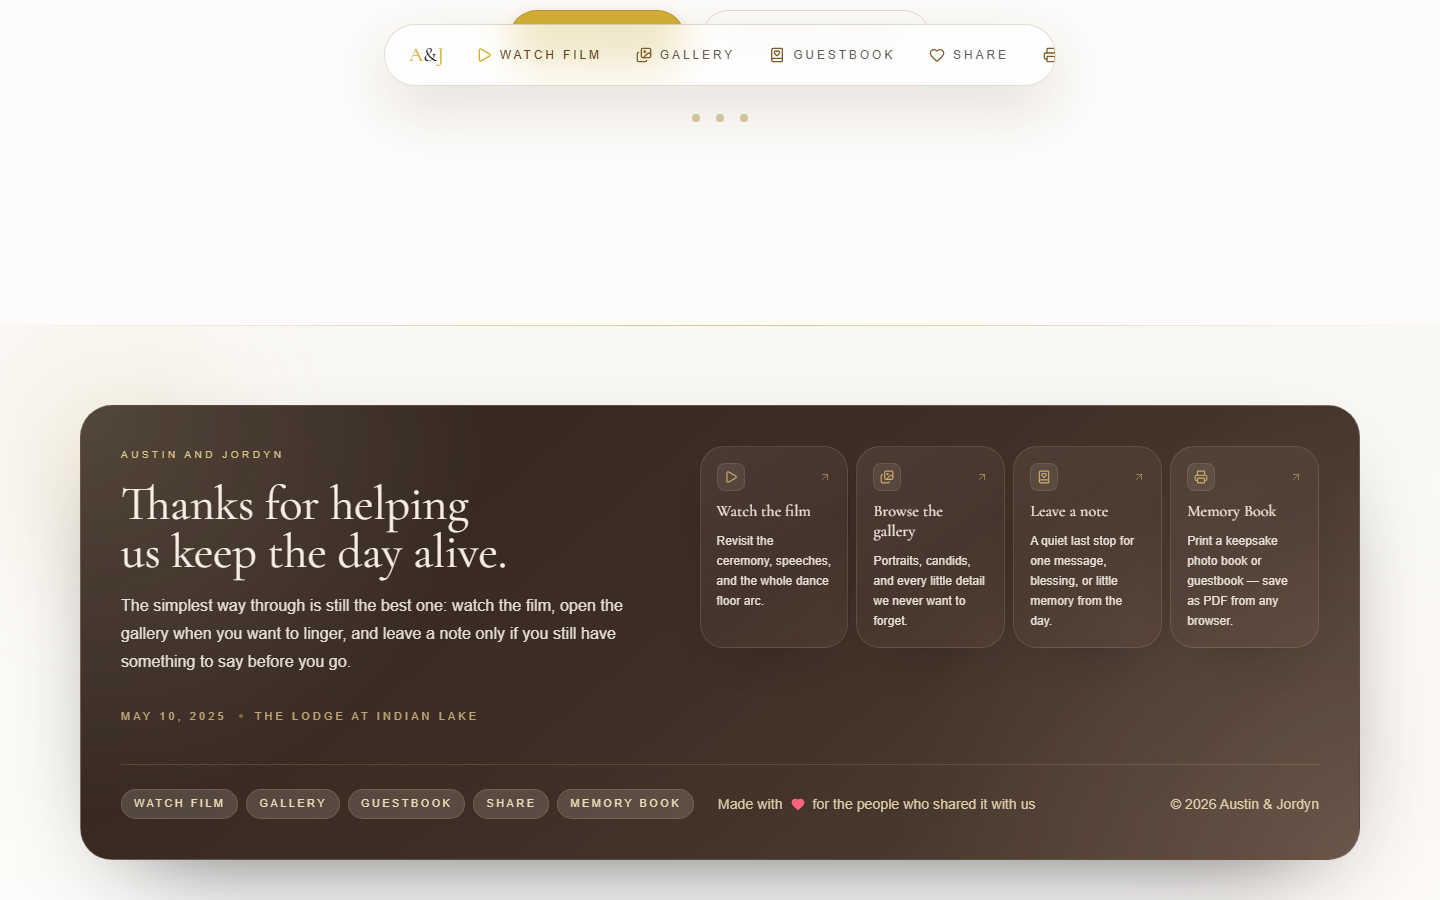 A&J
WATCH FILM
GALLERY
GUESTBOOK
SHARE
AUSTIN AND JORDYN
Thanks for helping
us keep the day alive.
The simplest way through is still the best one: watch the film, open the
gallery when you want to linger, and leave a note only if you still have
something to say before you go.
MAY 10, 2025 • THE LODGE AT INDIAN LAKE
Watch the film
Revisit the
ceremony, speeches,
and the whole dance
floor arc.
Browse the
gallery
Portraits, candids,
and every little detail
we never want to
forget.
Leave a note
A quiet last stop for
one message,
blessing, or little
memory from the
day.
Memory Book
Print a keepsake
photo book or
guestbook — save
as PDF from any
browser.
WATCH FILM
GALLERY
GUESTBOOK
SHARE
MEMORY BOOK
Made with ♥ for the people who shared it with us
© 2026 Austin & Jordyn